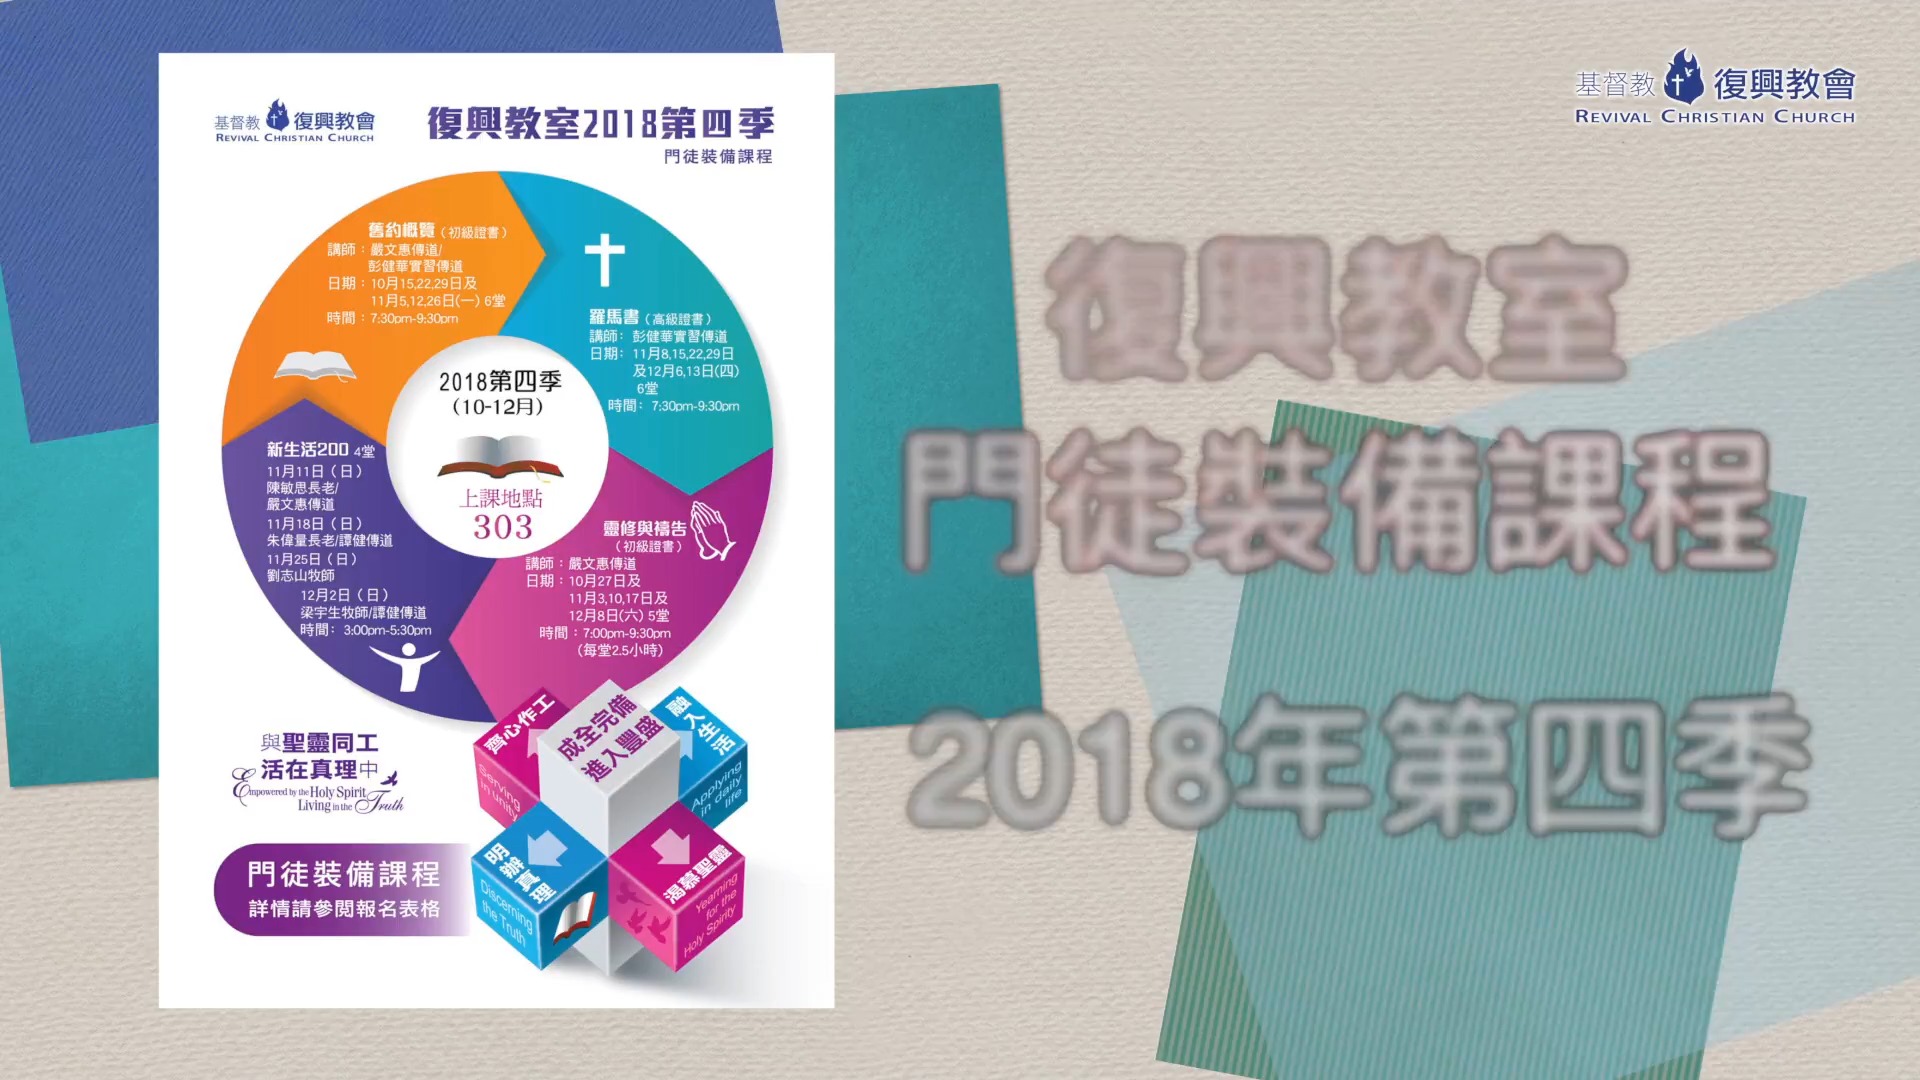 基督教 復興教會
REVIVAL CHRISTIAN CHURCH
復興教室2018第四季
門徒裝備課程
舊約概覽（初級證書）
講師：嚴文惠傳道/
彭健華實習傳道
日期：10月15,22,29日及
11月5,12,26日(一) 6堂
時間：7:30pm-9:30pm
羅馬書（高級證書）
講師：彭健華實習傳道
日期：11月8,15,22,29日
及12月6,13日(四)
6堂
時間：7:30pm-9:30pm
2018第四季
（10-12月）
上課地點
303
新生活200 4堂
11月11日（日）
陳敏思長老/
嚴文惠傳道
11月18日（日）
朱偉量長老/譚健傳道
11月25日（日）
劉志山牧師
12月2日（日）
梁宇生牧師/譚健傳道
時間：3:00pm-5:30pm
靈修與禱告
（初級證書）
講師：嚴文惠傳道
日期：10月27日及
11月3,10,17日及
12月8日(六) 5堂
時間：7:00pm-9:30pm
（每堂2.5小時）
與聖靈同工
活在真理中
Empowered by the Holy Spirit
Living in the Truth
齊心作工
Serving in unity
成全完備
進入豐盛
融入生活
Applying in daily life
明辦真理
Discerning the Truth
渴慕聖靈
Yearning for the Holy Spirity
門徒裝備課程
詳情請參閱報名表格
基督教 復興教會
REVIVAL CHRISTIAN CHURCH
復興教室
門徒裝備課程
2018年第四季